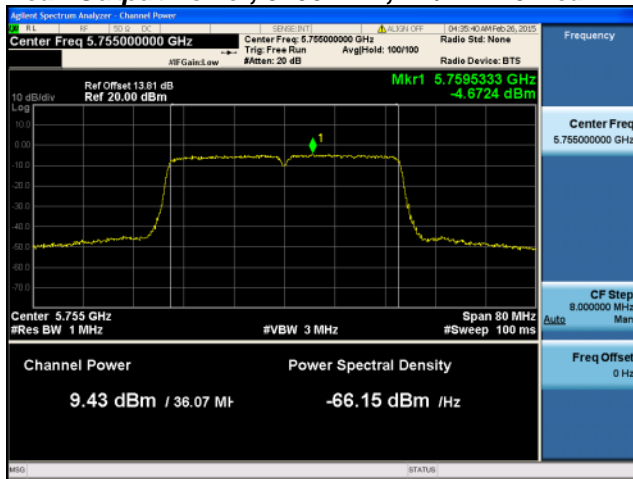 Agilent Spectrum Analyzer - Channel Power
RL RF 50 Ω DC SENSE:INT ALIGN OFF 04:35:40 AM Feb 26, 2015
Center Freq 5.755000000 GHz Center Freq: 5.755000000 GHz Radio Std: None Frequency
Trig: Free Run Avg|Hold: 100/100
#IFGain:Low #Atten: 20 dB Radio Device: BTS
Mkr1 5.7595333 GHz
Ref Offset 13.81 dB
-4.6724 dBm
10 dB/div Ref 20.00 dBm
Log
10.0
0.00
1
-10.0
-20.0
-30.0
-40.0
-50.0
-60.0
-70.0
Center Freq
5.755000000 GHz
Center 5.755 GHz Span 80 MHz
#Res BW 1 MHz #VBW 3 MHz #Sweep 100 ms
CF Step
8.000000 MHz
Auto Man
Channel Power Power Spectral Density
9.43 dBm / 36.07 MH -66.15 dBm /Hz
Freq Offset
0 Hz
MSG STATUS